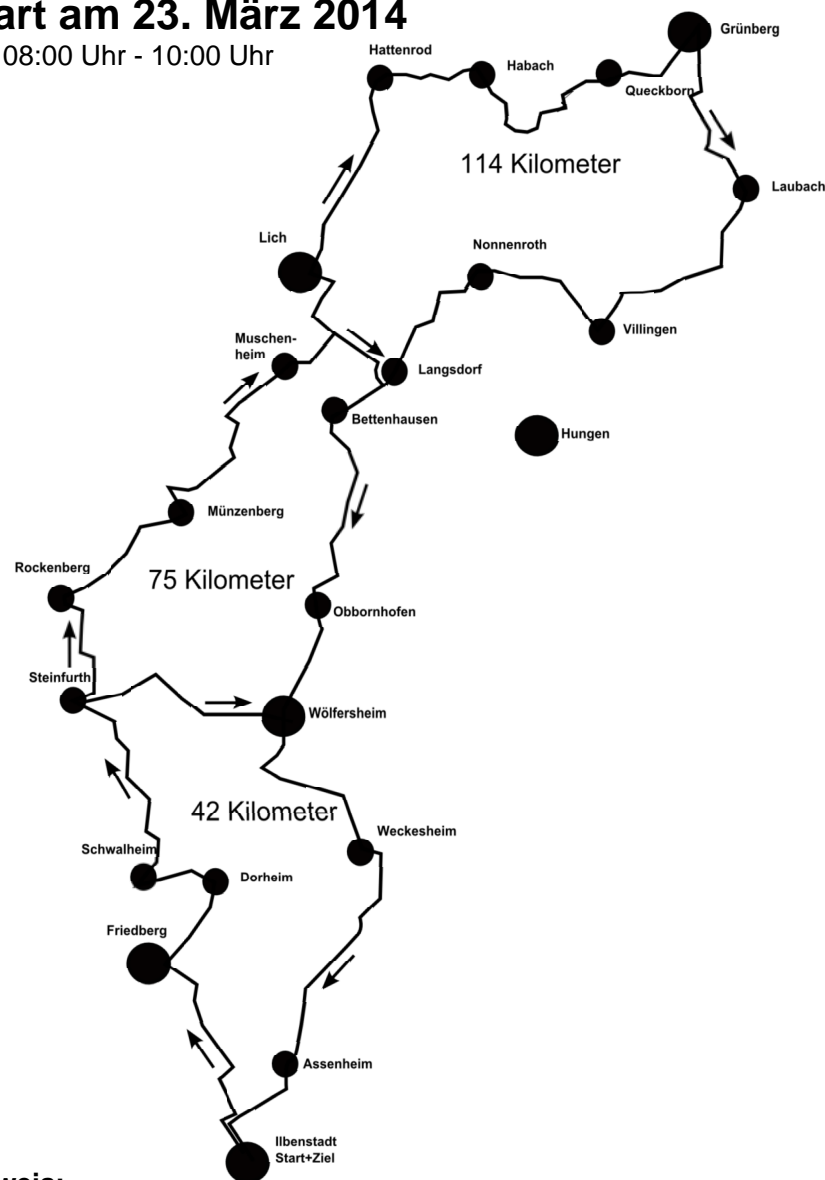 art am 23. März 2014
08:00 Uhr - 10:00 Uhr
Grünberg
Hattenrod
Habach
Queckborn
114 Kilometer
Laubach
Lich
Nonnenroth
Villingen
Muschen-
heim
Langsdorf
Bettenhausen
Hungen
Münzenberg
Rockenberg
75 Kilometer
Obbornhofen
Steinfurth
Wölfersheim
42 Kilometer
Weckesheim
Schwalheim
Dorheim
Friedberg
Assenheim
Ilbenstadt
Start+Ziel